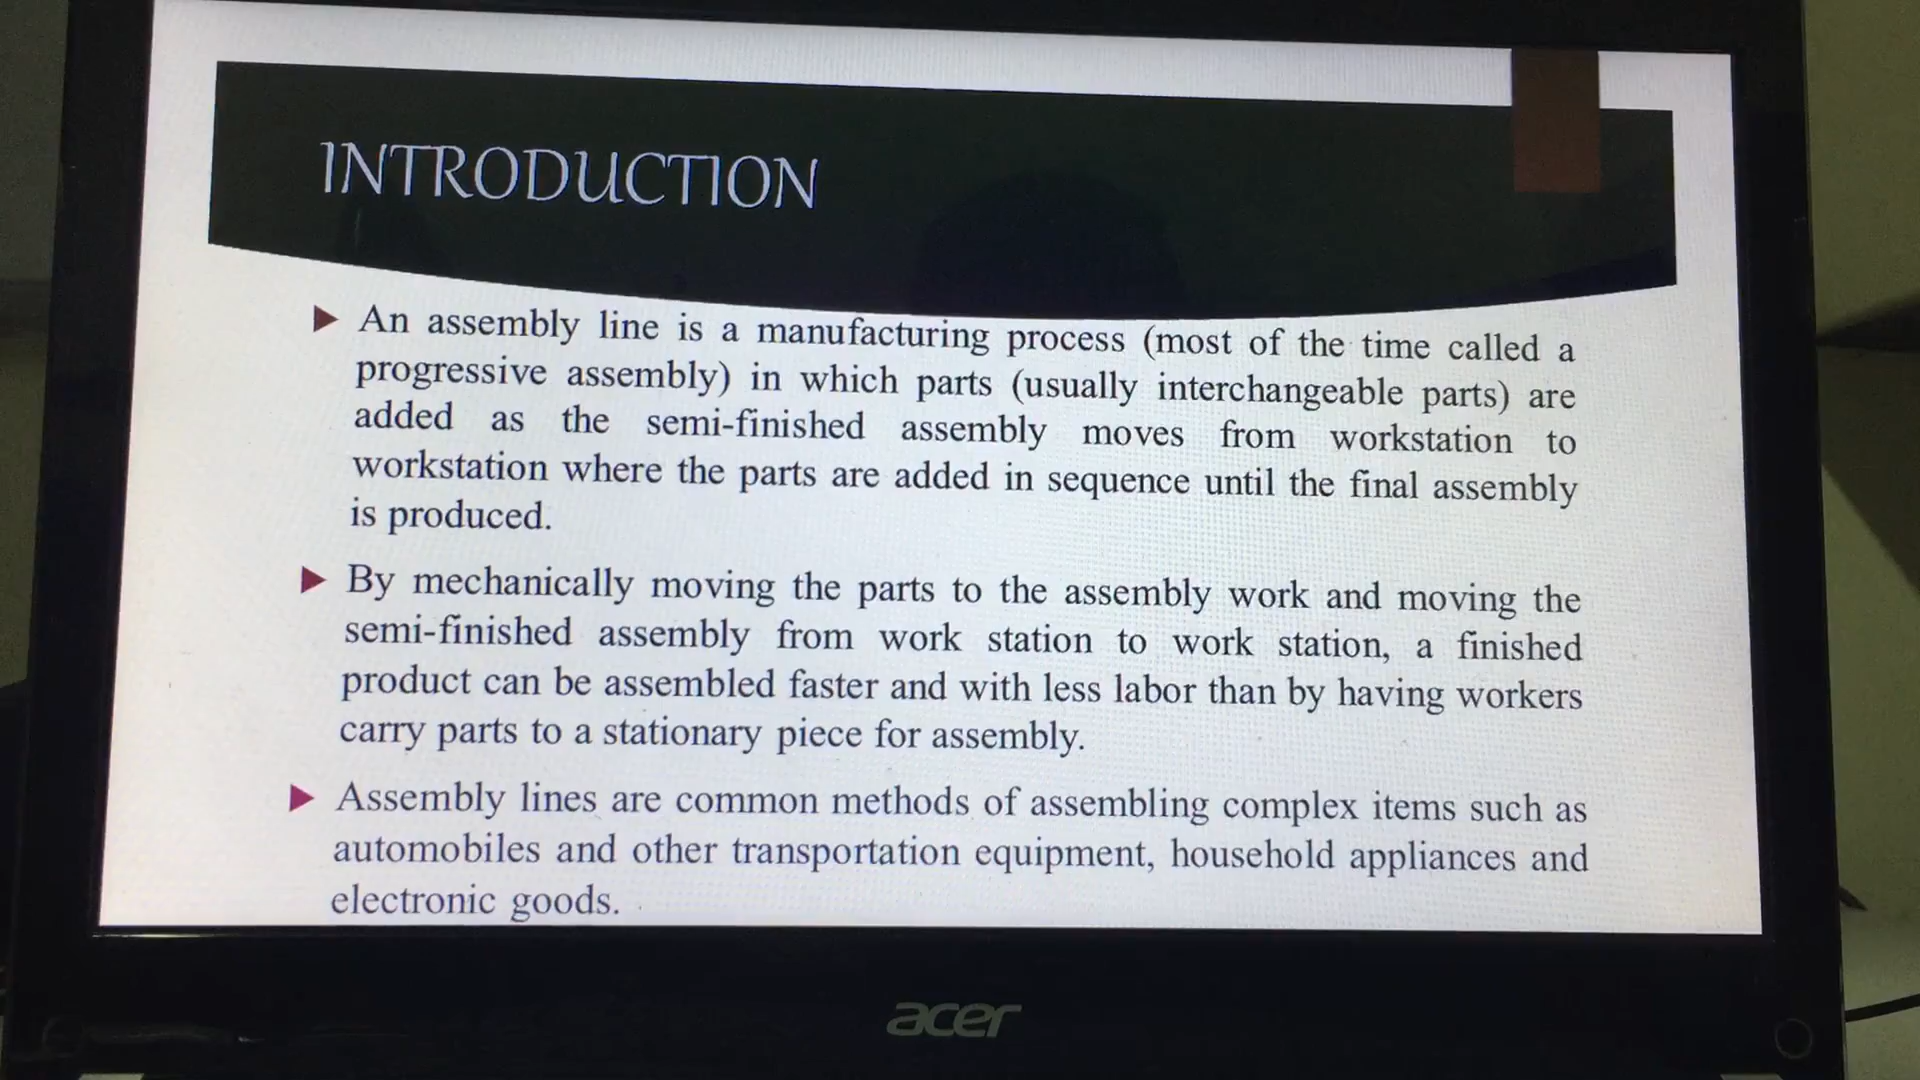 INTRODUCTION
An assembly line is a manufacturing process (most of the time called a
progressive assembly) in which parts (usually interchangeable parts) are
added as the semi-finished assembly moves from workstation to
workstation where the parts are added in sequence until the final assembly
is produced.
By mechanically moving the parts to the assembly work and moving the
semi-finished assembly from work station to work station, a finished
product can be assembled faster and with less labor than by having workers
carry parts to a stationary piece for assembly.
Assembly lines are common methods of assembling complex items such as
automobiles and other transportation equipment, household appliances and
electronic goods.
acer